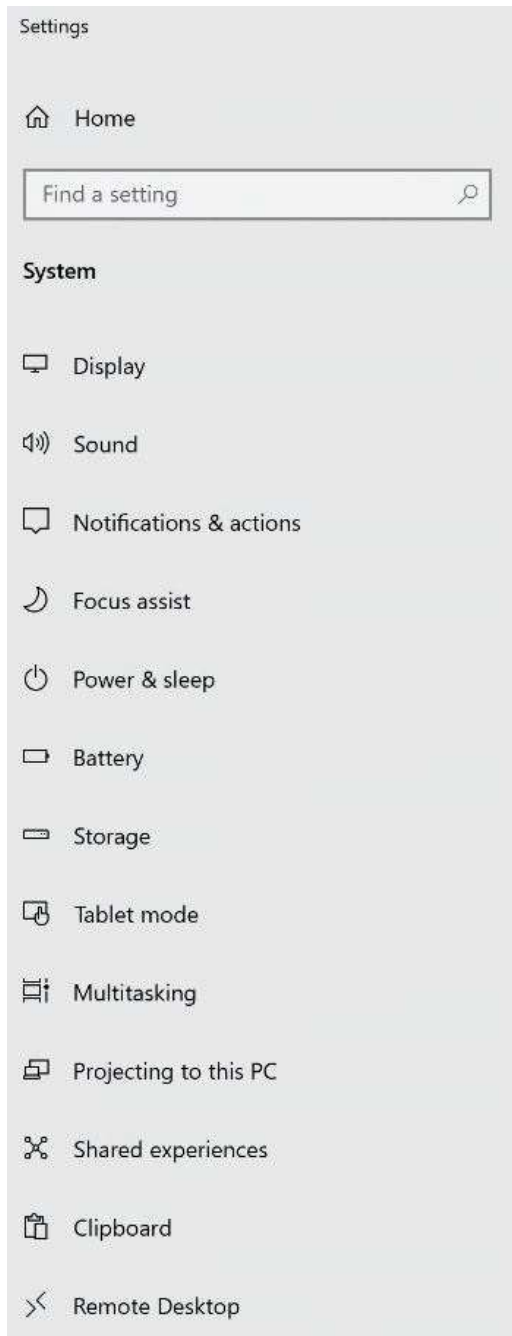 Settings
Home
Find a setting
System
Display
Sound
Notifications & actions
Focus assist
Power & sleep
Battery
Storage
Tablet mode
Multitasking
Projecting to this PC
Shared experiences
Clipboard
Remote Desktop